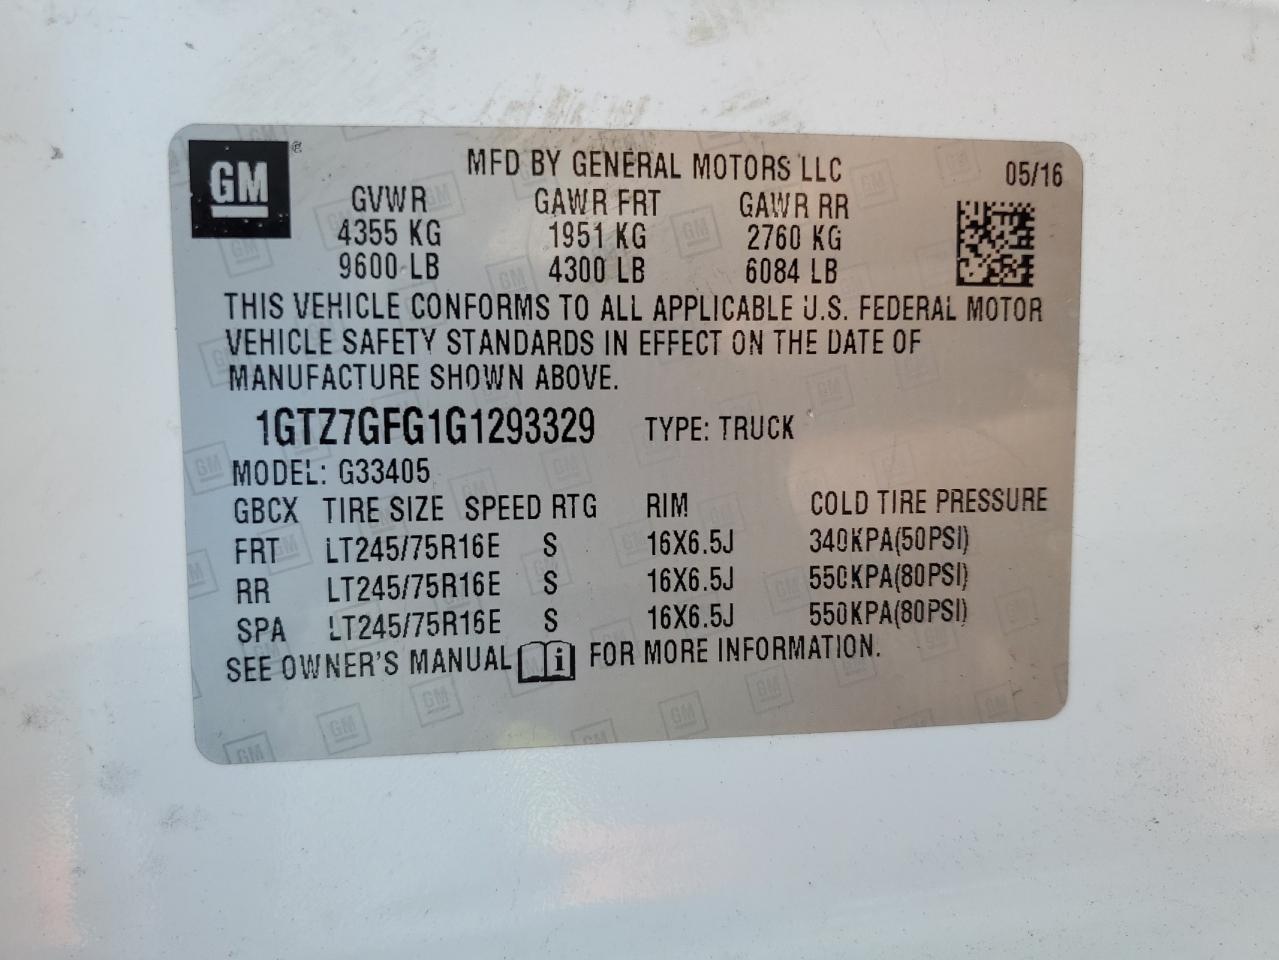 GM
MFD BY GENERAL MOTORS LLC 05/16
GVWR GAWR FRT GAWR RR
4355 KG 1951 KG 2760 KG
9600 LB 4300 LB 6084 LB
THIS VEHICLE CONFORMS TO ALL APPLICABLE U.S. FEDERAL MOTOR
VEHICLE SAFETY STANDARDS IN EFFECT ON THE DATE OF
MANUFACTURE SHOWN ABOVE.
1GTZ7GFG1G1293329 TYPE: TRUCK
MODEL: G33405
GBCX TIRE SIZE SPEED RTG RIM COLD TIRE PRESSURE
FRT LT245/75R16E S 16X6.5J 340KPA(50PSI)
RR LT245/75R16E S 16X6.5J 550KPA(80PSI)
SPA LT245/75R16E S 16X6.5J 550KPA(80PSI)
SEE OWNER'S MANUAL i FOR MORE INFORMATION.